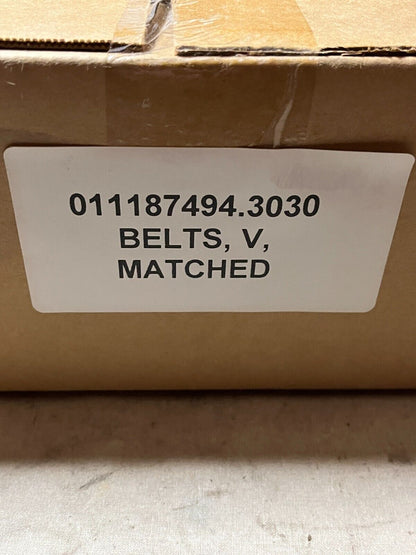 011187494.3030
BELTS, V,
MATCHED